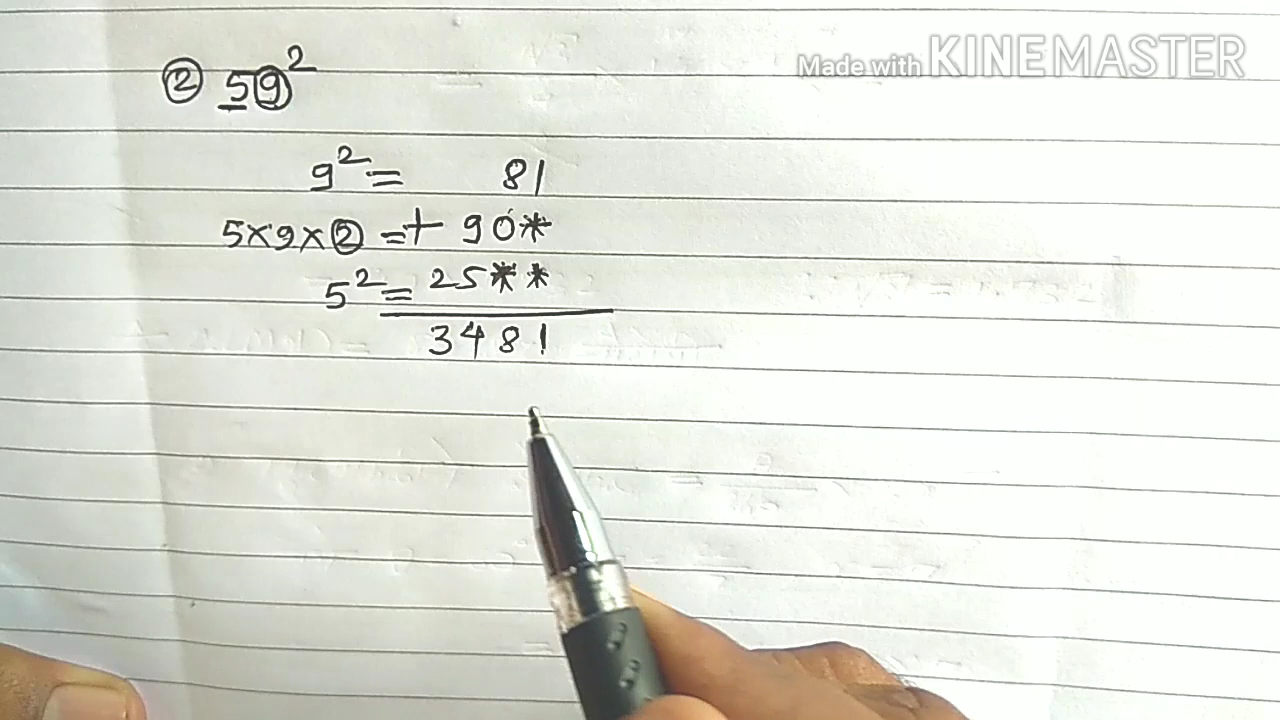 Made with KINEMASTER
② 59²
9² = 81
5×9×② = + 90*
5² = 25**
3481